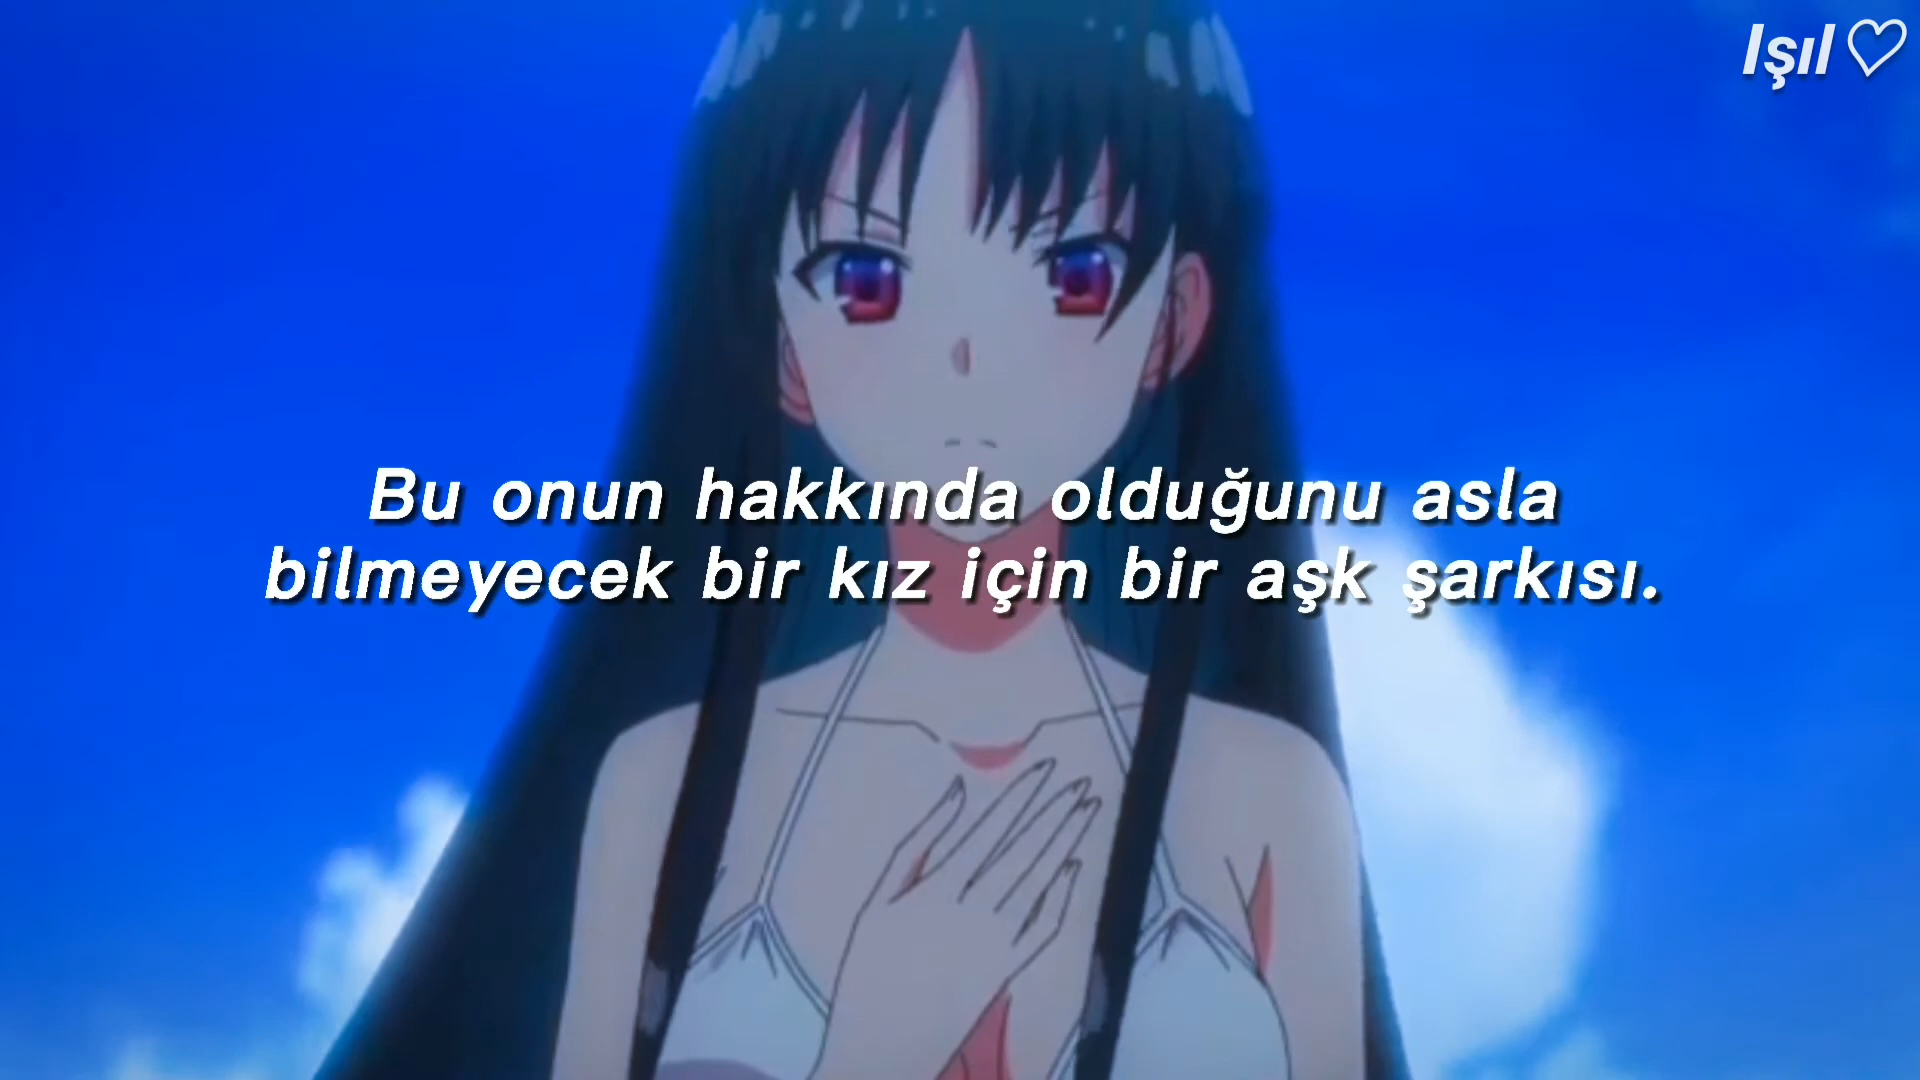 Işıl♡
Bu onun hakkında olduğunu asla
bilmeyecek bir kız için bir aşk şarkısı.